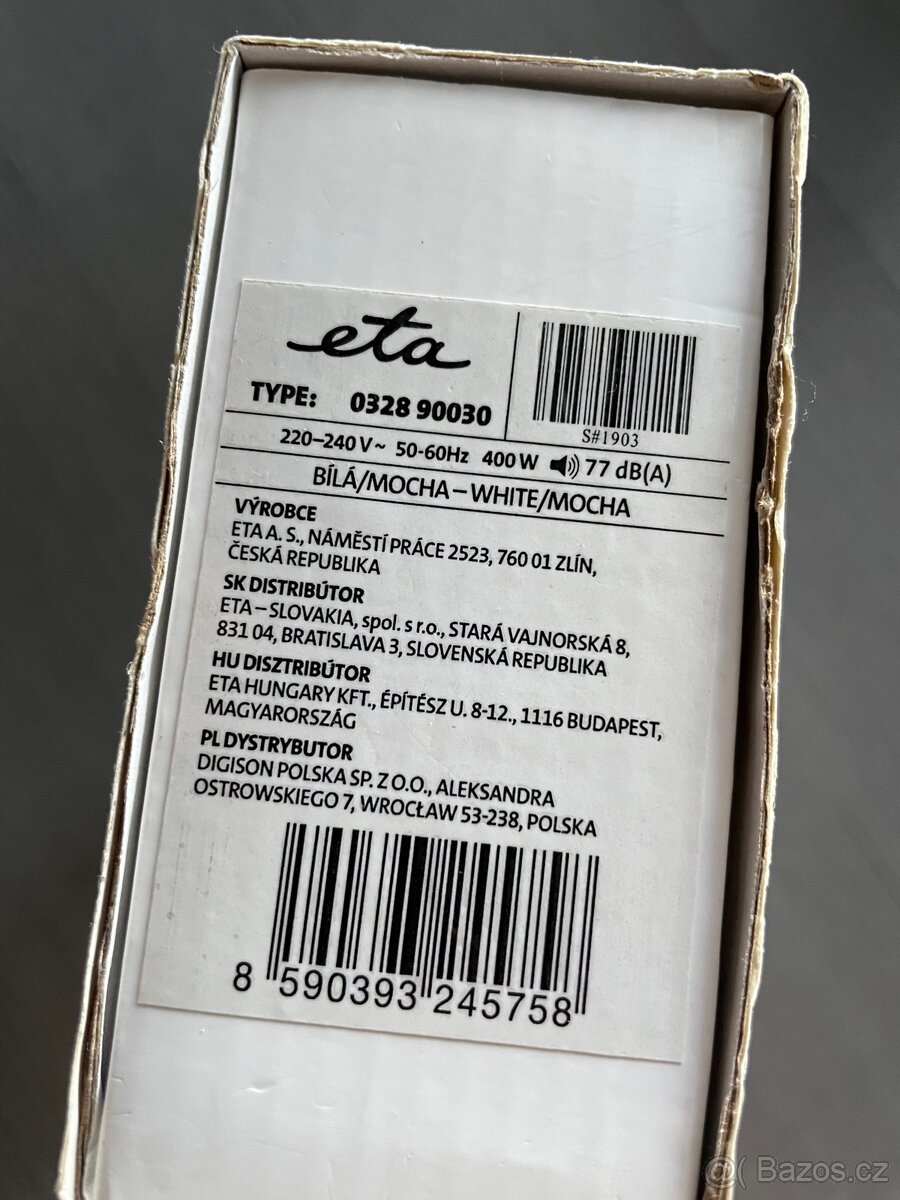 eta
TYPE: 0328 90030
S#1903
220–240 V ~ 50-60Hz 400 W 77 dB(A)
BÍLÁ/MOCHA – WHITE/MOCHA
VÝROBCE
ETA A. S., NÁMĚSTÍ PRÁCE 2523, 760 01 ZLÍN,
ČESKÁ REPUBLIKA
SK DISTRIBÚTOR
ETA – SLOVAKIA, spol. s r.o., STARÁ VAJNORSKÁ 8,
831 04, BRATISLAVA 3, SLOVENSKÁ REPUBLIKA
HU DISZTRIBÚTOR
ETA HUNGARY KFT., ÉPÍTÉSZ U. 8-12., 1116 BUDAPEST,
MAGYARORSZÁG
PL DYSTRYBUTOR
DIGISON POLSKA SP. Z O.O., ALEKSANDRA
OSTROWSKIEGO 7, WROCŁAW 53-238, POLSKA
8 590393 245758
@( Bazos.cz